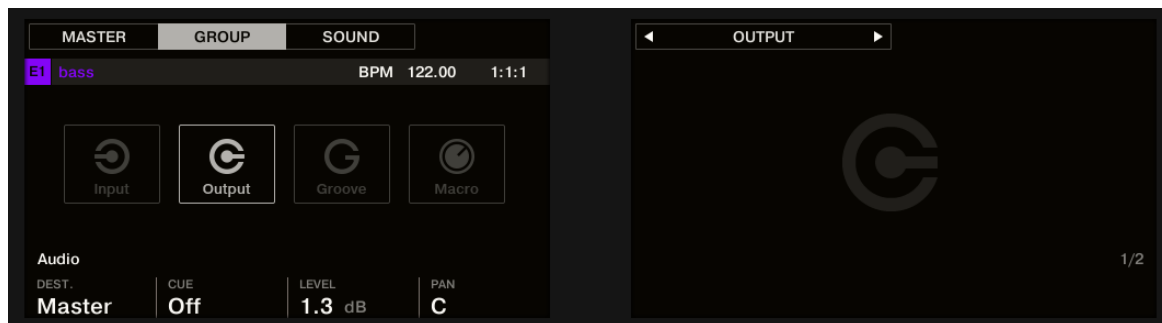 MASTER GROUP SOUND
E1 bass BPM 122.00 1:1:1
Input Output Groove Macro
Audio
DEST. CUE LEVEL PAN
Master Off 1.3 dB C
◀ OUTPUT ▶
1/2